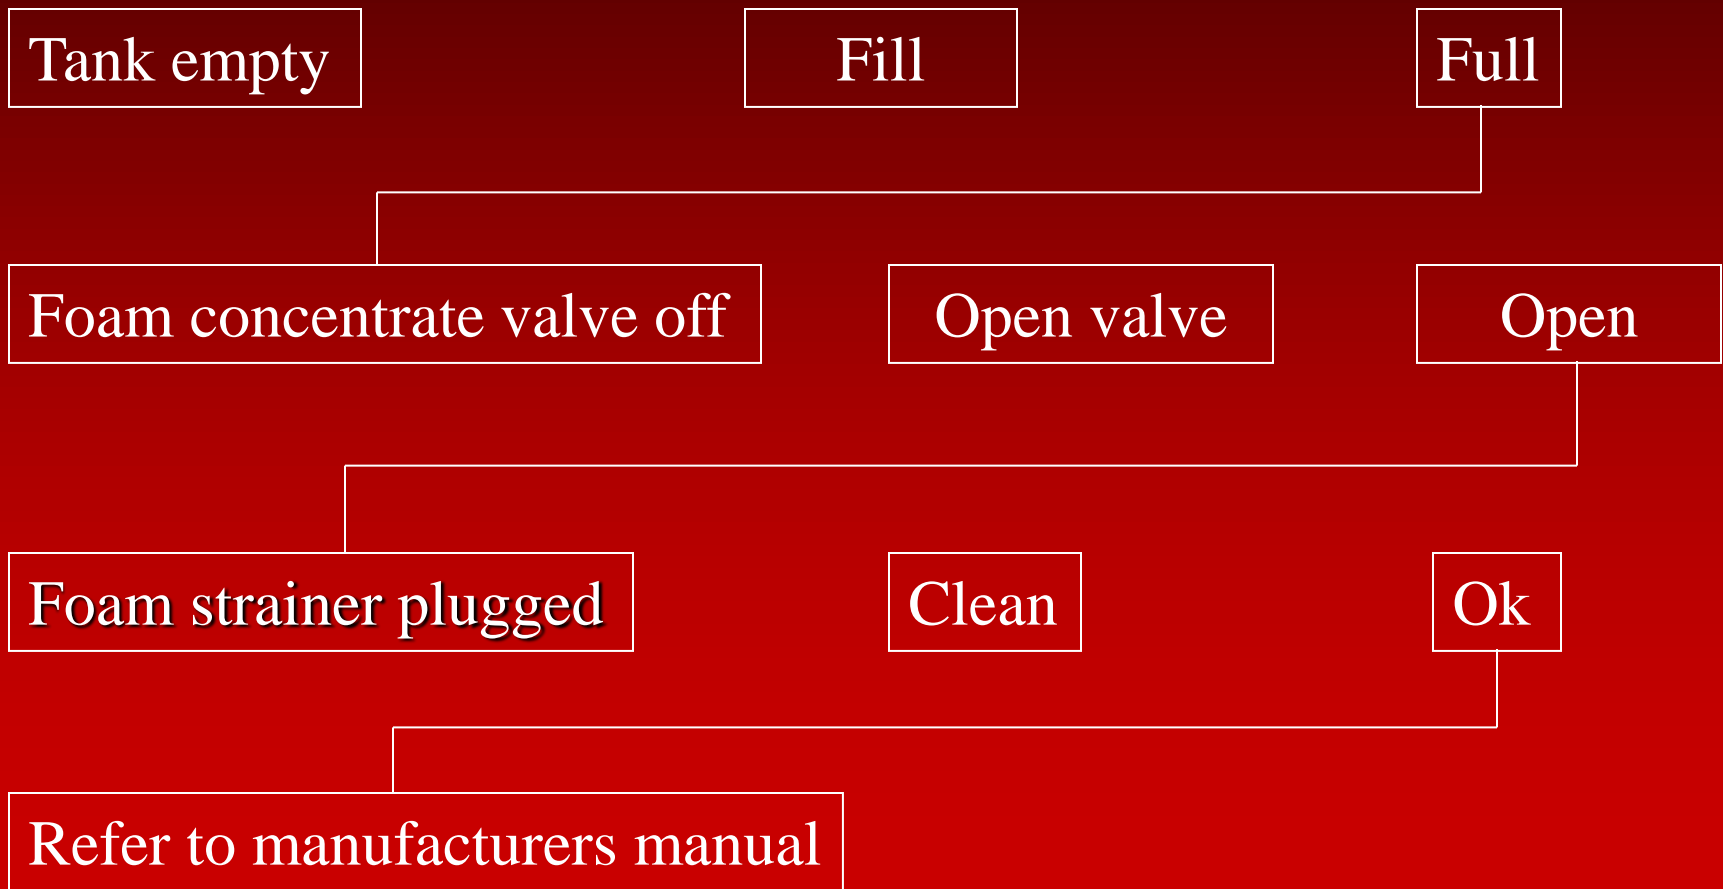 Tank empty
Fill
Full
Foam concentrate valve off
Open valve
Open
Foam strainer plugged
Clean
Ok
Refer to manufacturers manual